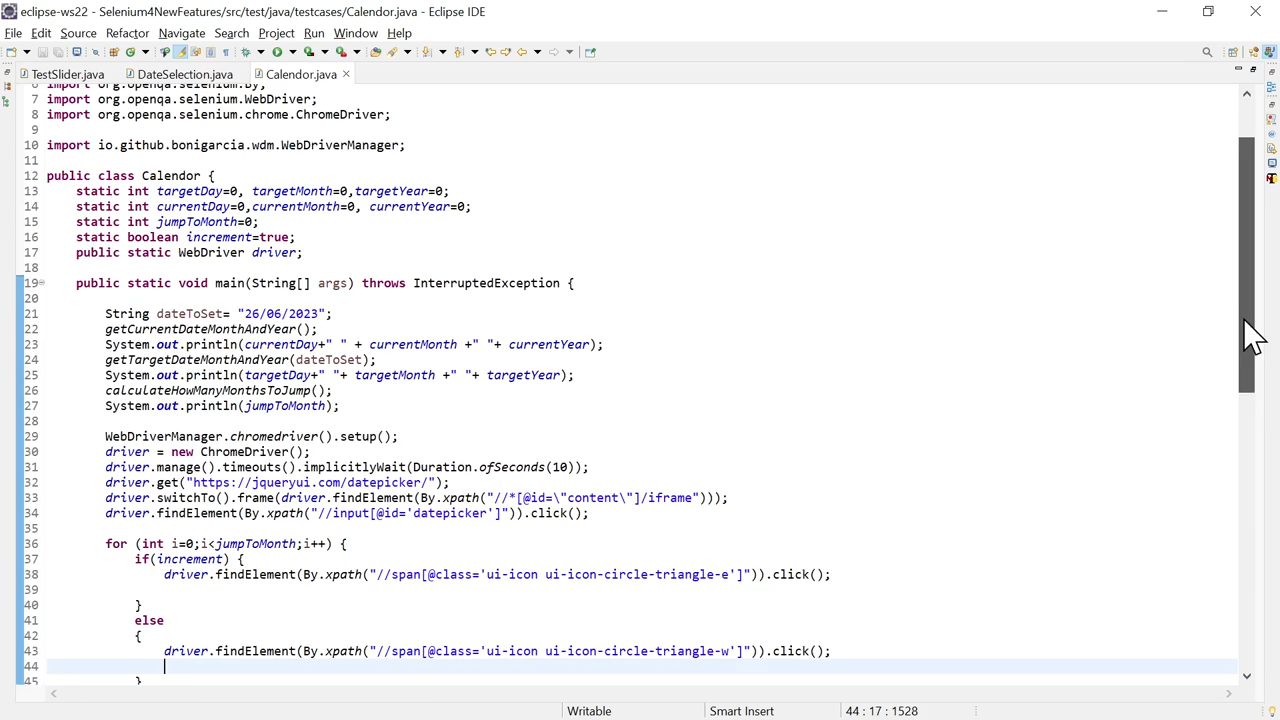 eclipse-ws22 - Selenium4NewFeatures/src/test/java/testcases/Calendor.java - Eclipse IDE
File Edit Source Refactor Navigate Search Project Run Window Help
TestSlider.java DateSelection.java Calendor.java
6 import org.openqa.selenium.By;
7 import org.openqa.selenium.WebDriver;
8 import org.openqa.selenium.chrome.ChromeDriver;
9
10 import io.github.bonigarcia.wdm.WebDriverManager;
11
12 public class Calendor {
13 static int targetDay=0, targetMonth=0,targetYear=0;
14 static int currentDay=0,currentMonth=0, currentYear=0;
15 static int jumpToMonth=0;
16 static boolean increment=true;
17 public static WebDriver driver;
18
19 public static void main(String[] args) throws InterruptedException {
20
21 String dateToSet= "26/06/2023";
22 getCurrentDateMonthAndYear();
23 System.out.println(currentDay+" " + currentMonth +" "+ currentYear);
24 getTargetDateMonthAndYear(dateToSet);
25 System.out.println(targetDay+" "+ targetMonth +" "+ targetYear);
26 calculateHowManyMonthsToJump();
27 System.out.println(jumpToMonth);
28
29 WebDriverManager.chromedriver().setup();
30 driver = new ChromeDriver();
31 driver.manage().timeouts().implicitlyWait(Duration.ofSeconds(10));
32 driver.get("https://jqueryui.com/datepicker/");
33 driver.switchTo().frame(driver.findElement(By.xpath("//*[@id=\"content\"]/iframe")));
34 driver.findElement(By.xpath("//input[@id='datepicker']")).click();
35
36 for (int i=0;i<jumpToMonth;i++) {
37 if(increment) {
38 driver.findElement(By.xpath("//span[@class='ui-icon ui-icon-circle-triangle-e']")).click();
39
40 }
41 else
42 {
43 driver.findElement(By.xpath("//span[@class='ui-icon ui-icon-circle-triangle-w']")).click();
44
45 }
Writable Smart Insert 44 : 17 : 1528